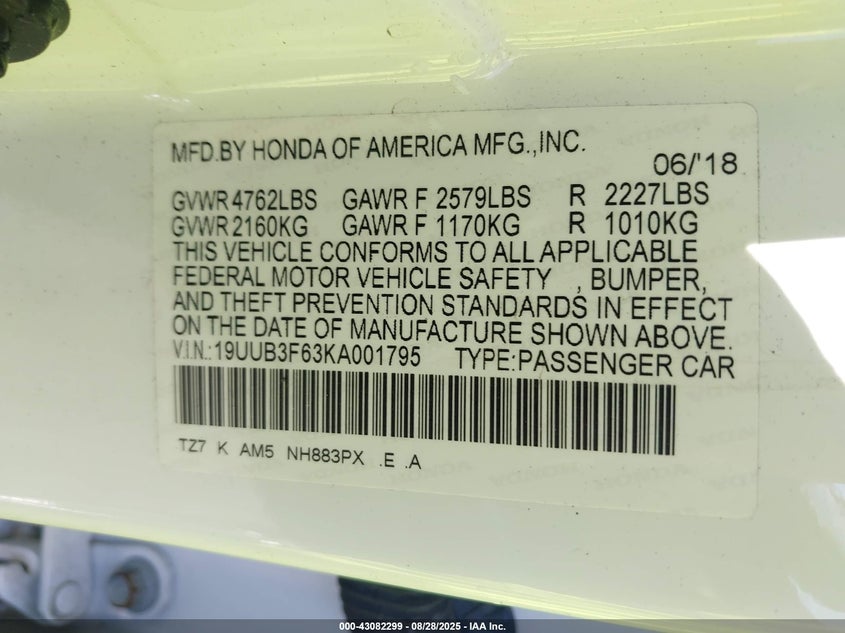 MFD.BY HONDA OF AMERICA MFG.,INC.
06/'18
GVWR 4762LBS GAWR F 2579LBS R 2227LBS
GVWR 2160KG GAWR F 1170KG R 1010KG
THIS VEHICLE CONFORMS TO ALL APPLICABLE
FEDERAL MOTOR VEHICLE SAFETY , BUMPER,
AND THEFT PREVENTION STANDARDS IN EFFECT
ON THE DATE OF MANUFACTURE SHOWN ABOVE.
V.I.N.:19UUB3F63KA001795 TYPE:PASSENGER CAR
TZ7 K AM5 NH883PX .E .A
000-43082299 - 08/28/2025 - IAA Inc.